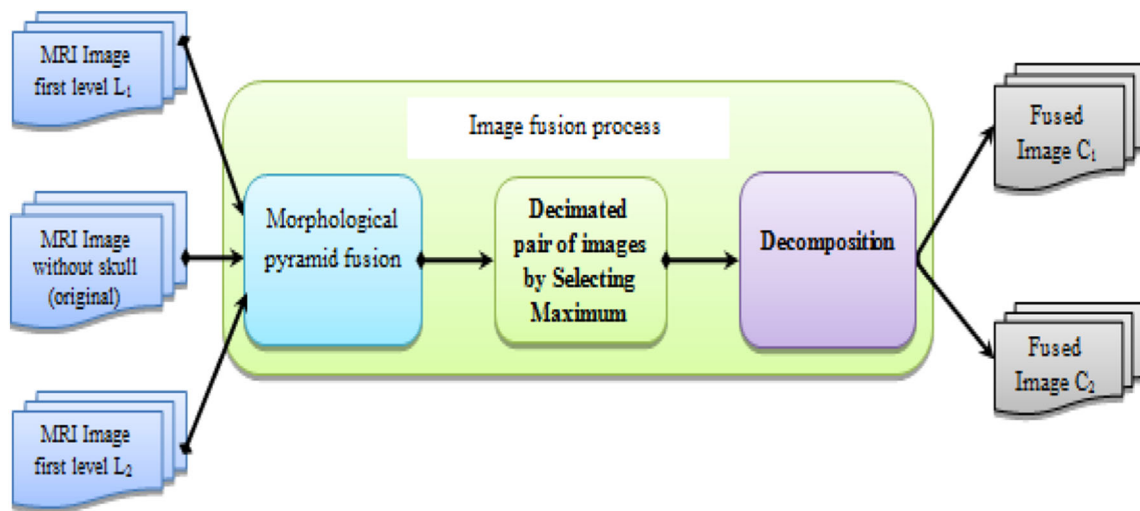 MRI Image
first level L₁
MRI Image
without skull
(original)
MRI Image
first level L₂
Image fusion process
Morphological
pyramid fusion
Decimated
pair of images
by Selecting
Maximum
Decomposition
Fused
Image C₁
Fused
Image C₂